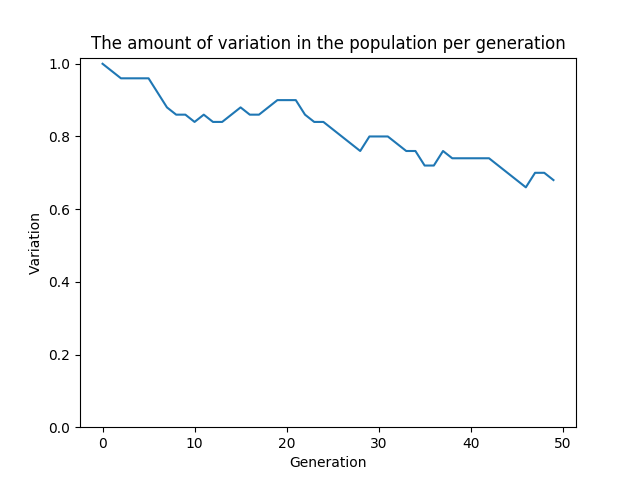 The amount of variation in the population per generation
1.0
0.8
0.6
0.4
0.2
0.0
Variation
0 10 20 30 40 50
Generation